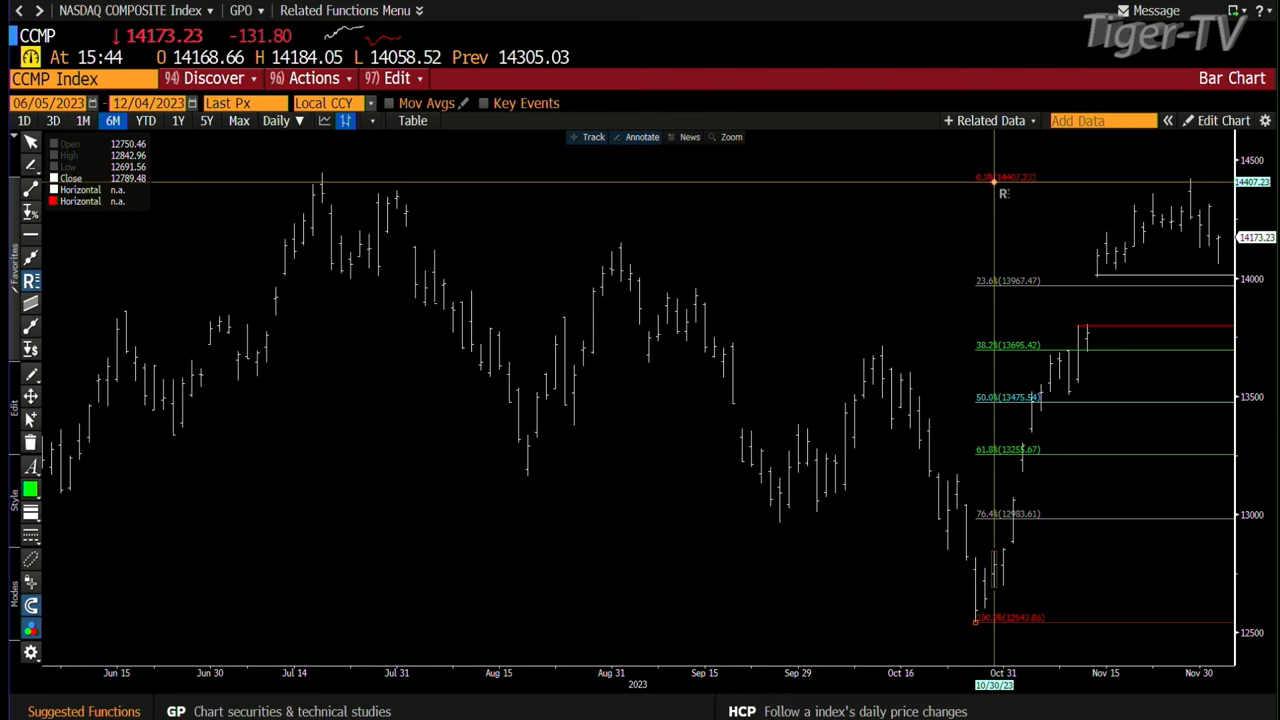 NASDAQ COMPOSITE Index GPO Related Functions Menu Message
Tiger-TV
CCMP 14173.23 -131.80
At 15:44 O 14168.66 H 14184.05 L 14058.52 Prev 14305.03
CCMP Index 94) Discover 96) Actions 97) Edit Bar Chart
06/05/2023 12/04/2023 Last Px Local CCY Mov Avgs Key Events
1D 3D 1M 6M YTD 1Y 5Y Max Daily Table + Related Data Add Data « Edit Chart
Track Annotate News Zoom
Open 12750.46
High 12842.96
Low 12691.56
Close 12789.48
Horizontal n.a.
Horizontal n.a.
14500
14407.23
14173.23
23.6%(13967.47)
14000
38.2%(13695.42)
50.0%(13475.54)
13500
61.8%(13255.67)
76.4%(12983.61)
13000
100.0%(12543.86)
12500
Favorites
Edit
Style
Modes
Jun 15 Jun 30 Jul 14 Jul 31 Aug 15 Aug 31 Sep 15 Sep 29 Oct 16 Oct 31 Nov 15 Nov 30
2023
10/30/23
Suggested Functions GP Chart securities & technical studies HCP Follow a index's daily price changes